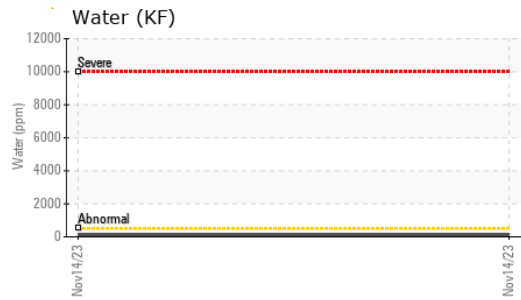 Water (KF)
12000
Severe
10000
8000
Water (ppm)
6000
4000
2000
Abnormal
0
Nov14/23
Nov14/23